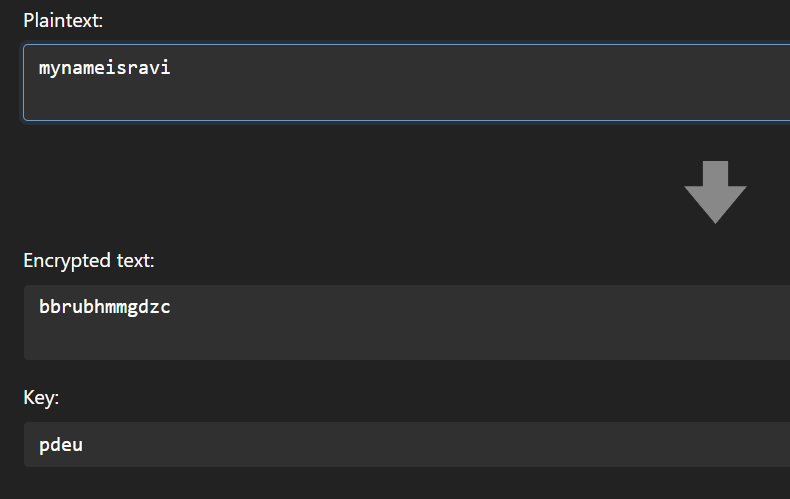 Plaintext:
mynameisravi
Encrypted text:
bbrubhmmgdzc
Key:
pdeu